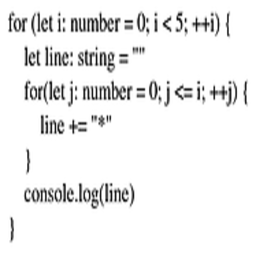 for (let i: number = 0; i < 5; ++i) {
    let line: string = ""
    for(let j: number = 0; j <= i; ++j) {
        line += "*"
    }
    console.log(line)
}